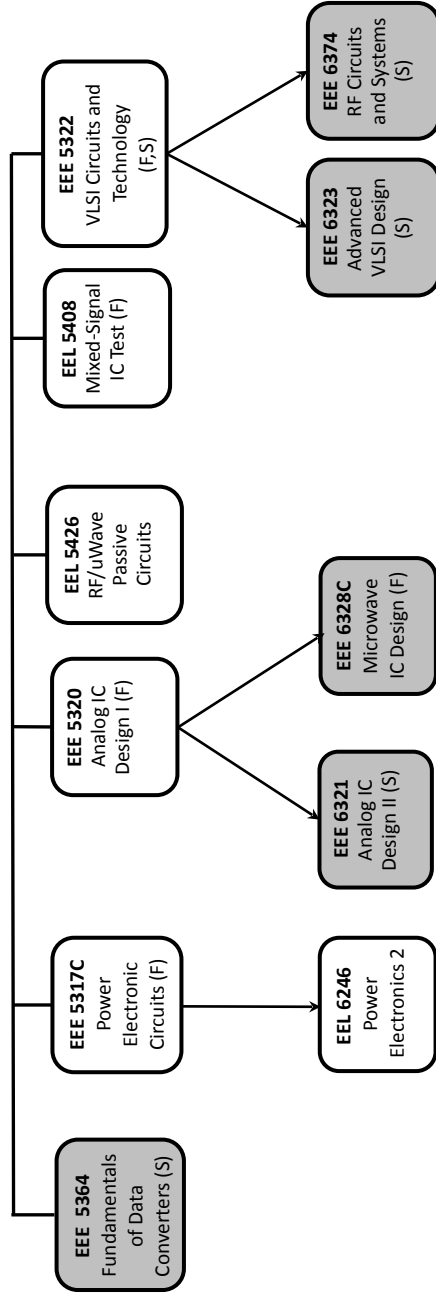 EEE 5364
Fundamentals
of Data
Converters (S)
EEE 5317C
Power
Electronic
Circuits (F)
EEE 5320
Analog IC
Design I (F)
EEL 5426
RF/uWave
Passive
Circuits
EEL 5408
Mixed-Signal
IC Test (F)
EEE 5322
VLSI Circuits and
Technology
(F,S)
EEL 6246
Power
Electronics 2
EEE 6321
Analog IC
Design II (S)
EEE 6328C
Microwave
IC Design (F)
EEE 6323
Advanced
VLSI Design
(S)
EEE 6374
RF Circuits
and Systems
(S)